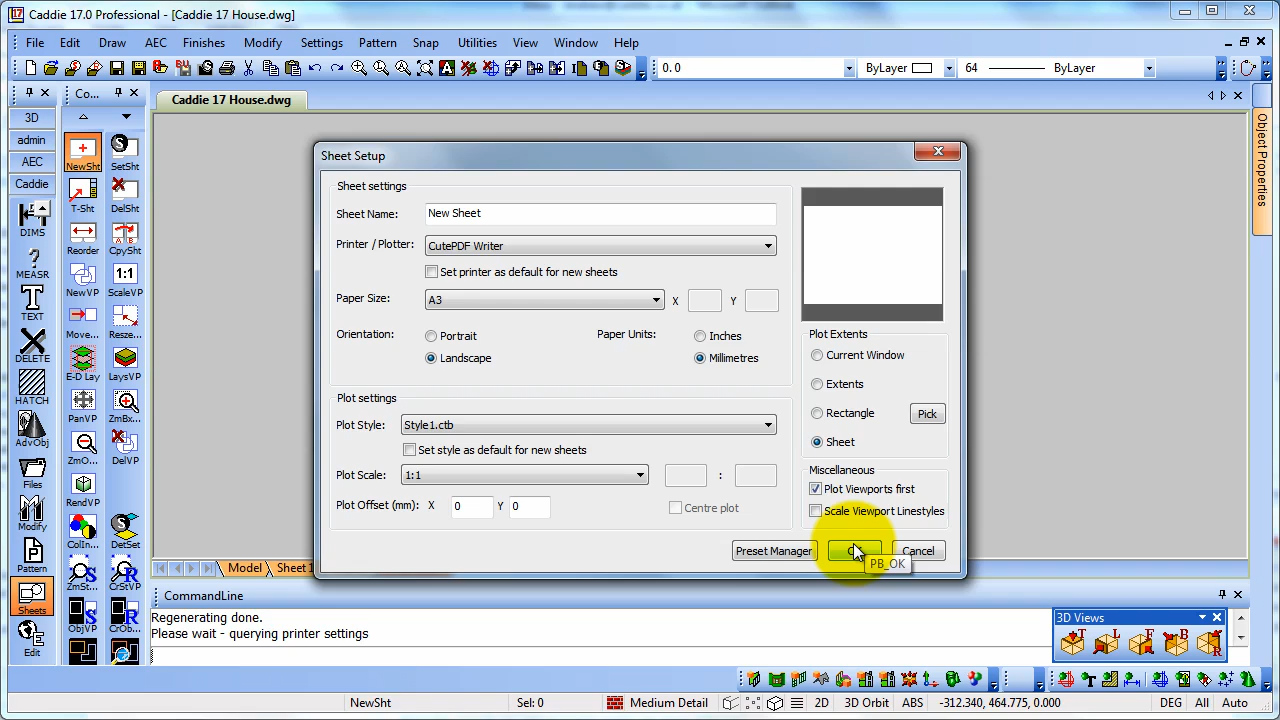 Caddie 17.0 Professional - [Caddie 17 House.dwg]
File Edit Draw AEC Finishes Modify Settings Pattern Snap Utilities View Window Help
0. 0
ByLayer
64 ByLayer
Co...
Caddie 17 House.dwg
3D
admin
AEC
Caddie
DIMS
MEASR
TEXT
DELETE
HATCH
AdvObj
Files
Modify
Pattern
Sheets
Edit
NewSht SetSht
T-Sht DelSht
Reorder CpySht
NewVP ScaleVP
Move... Resze...
E-D Lay LaysVP
PanVP ZmBx...
ZmO... DelVP
RendVP
ColIn... DetSet
ZmSt... CrStVP
ObjVP CrOb...
Object Properties
Sheet Setup
Sheet settings
Sheet Name: New Sheet
Printer / Plotter: CutePDF Writer
Set printer as default for new sheets
Paper Size: A3 X Y
Orientation: Portrait
Landscape
Paper Units: Inches
Millimetres
Plot settings
Plot Style: Style1.ctb
Set style as default for new sheets
Plot Scale: 1:1 :
Plot Offset (mm): X 0 Y 0 Centre plot
Plot Extents
Current Window
Extents
Rectangle Pick
Sheet
Miscellaneous
Plot Viewports first
Scale Viewport Linestyles
Preset Manager Cancel
PB_OK
Model Sheet 1
CommandLine
Regenerating done.
Please wait - querying printer settings
3D Views
T L F B R
NewSht Sel: 0 Medium Detail 2D 3D Orbit ABS -312.340, 464.775, 0.000 DEG All Auto